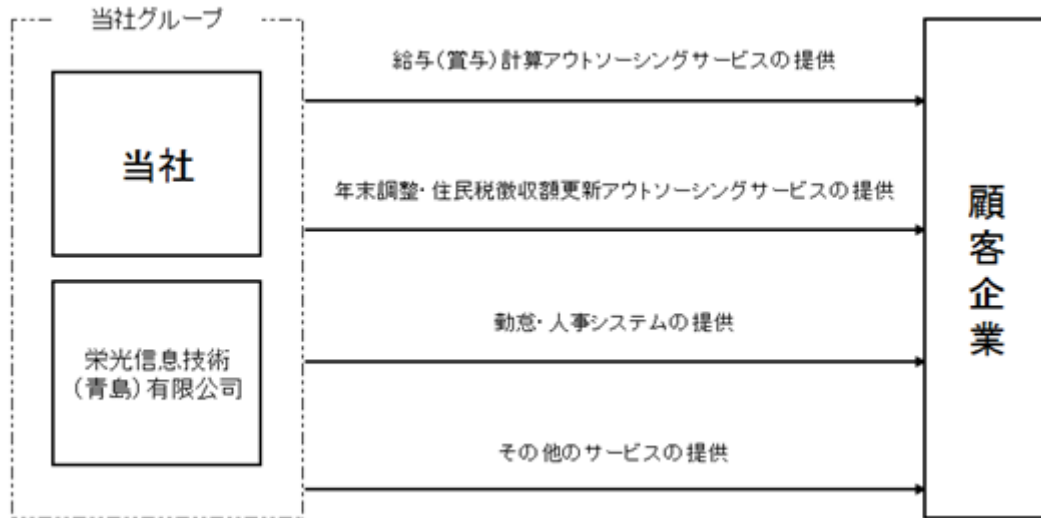 当社グループ
当社
栄光信息技術
(青島)有限公司
給与(賞与)計算アウトソーシングサービスの提供
年末調整・住民税徴収額更新アウトソーシングサービスの提供
勤怠・人事システムの提供
その他のサービスの提供
顧客企業